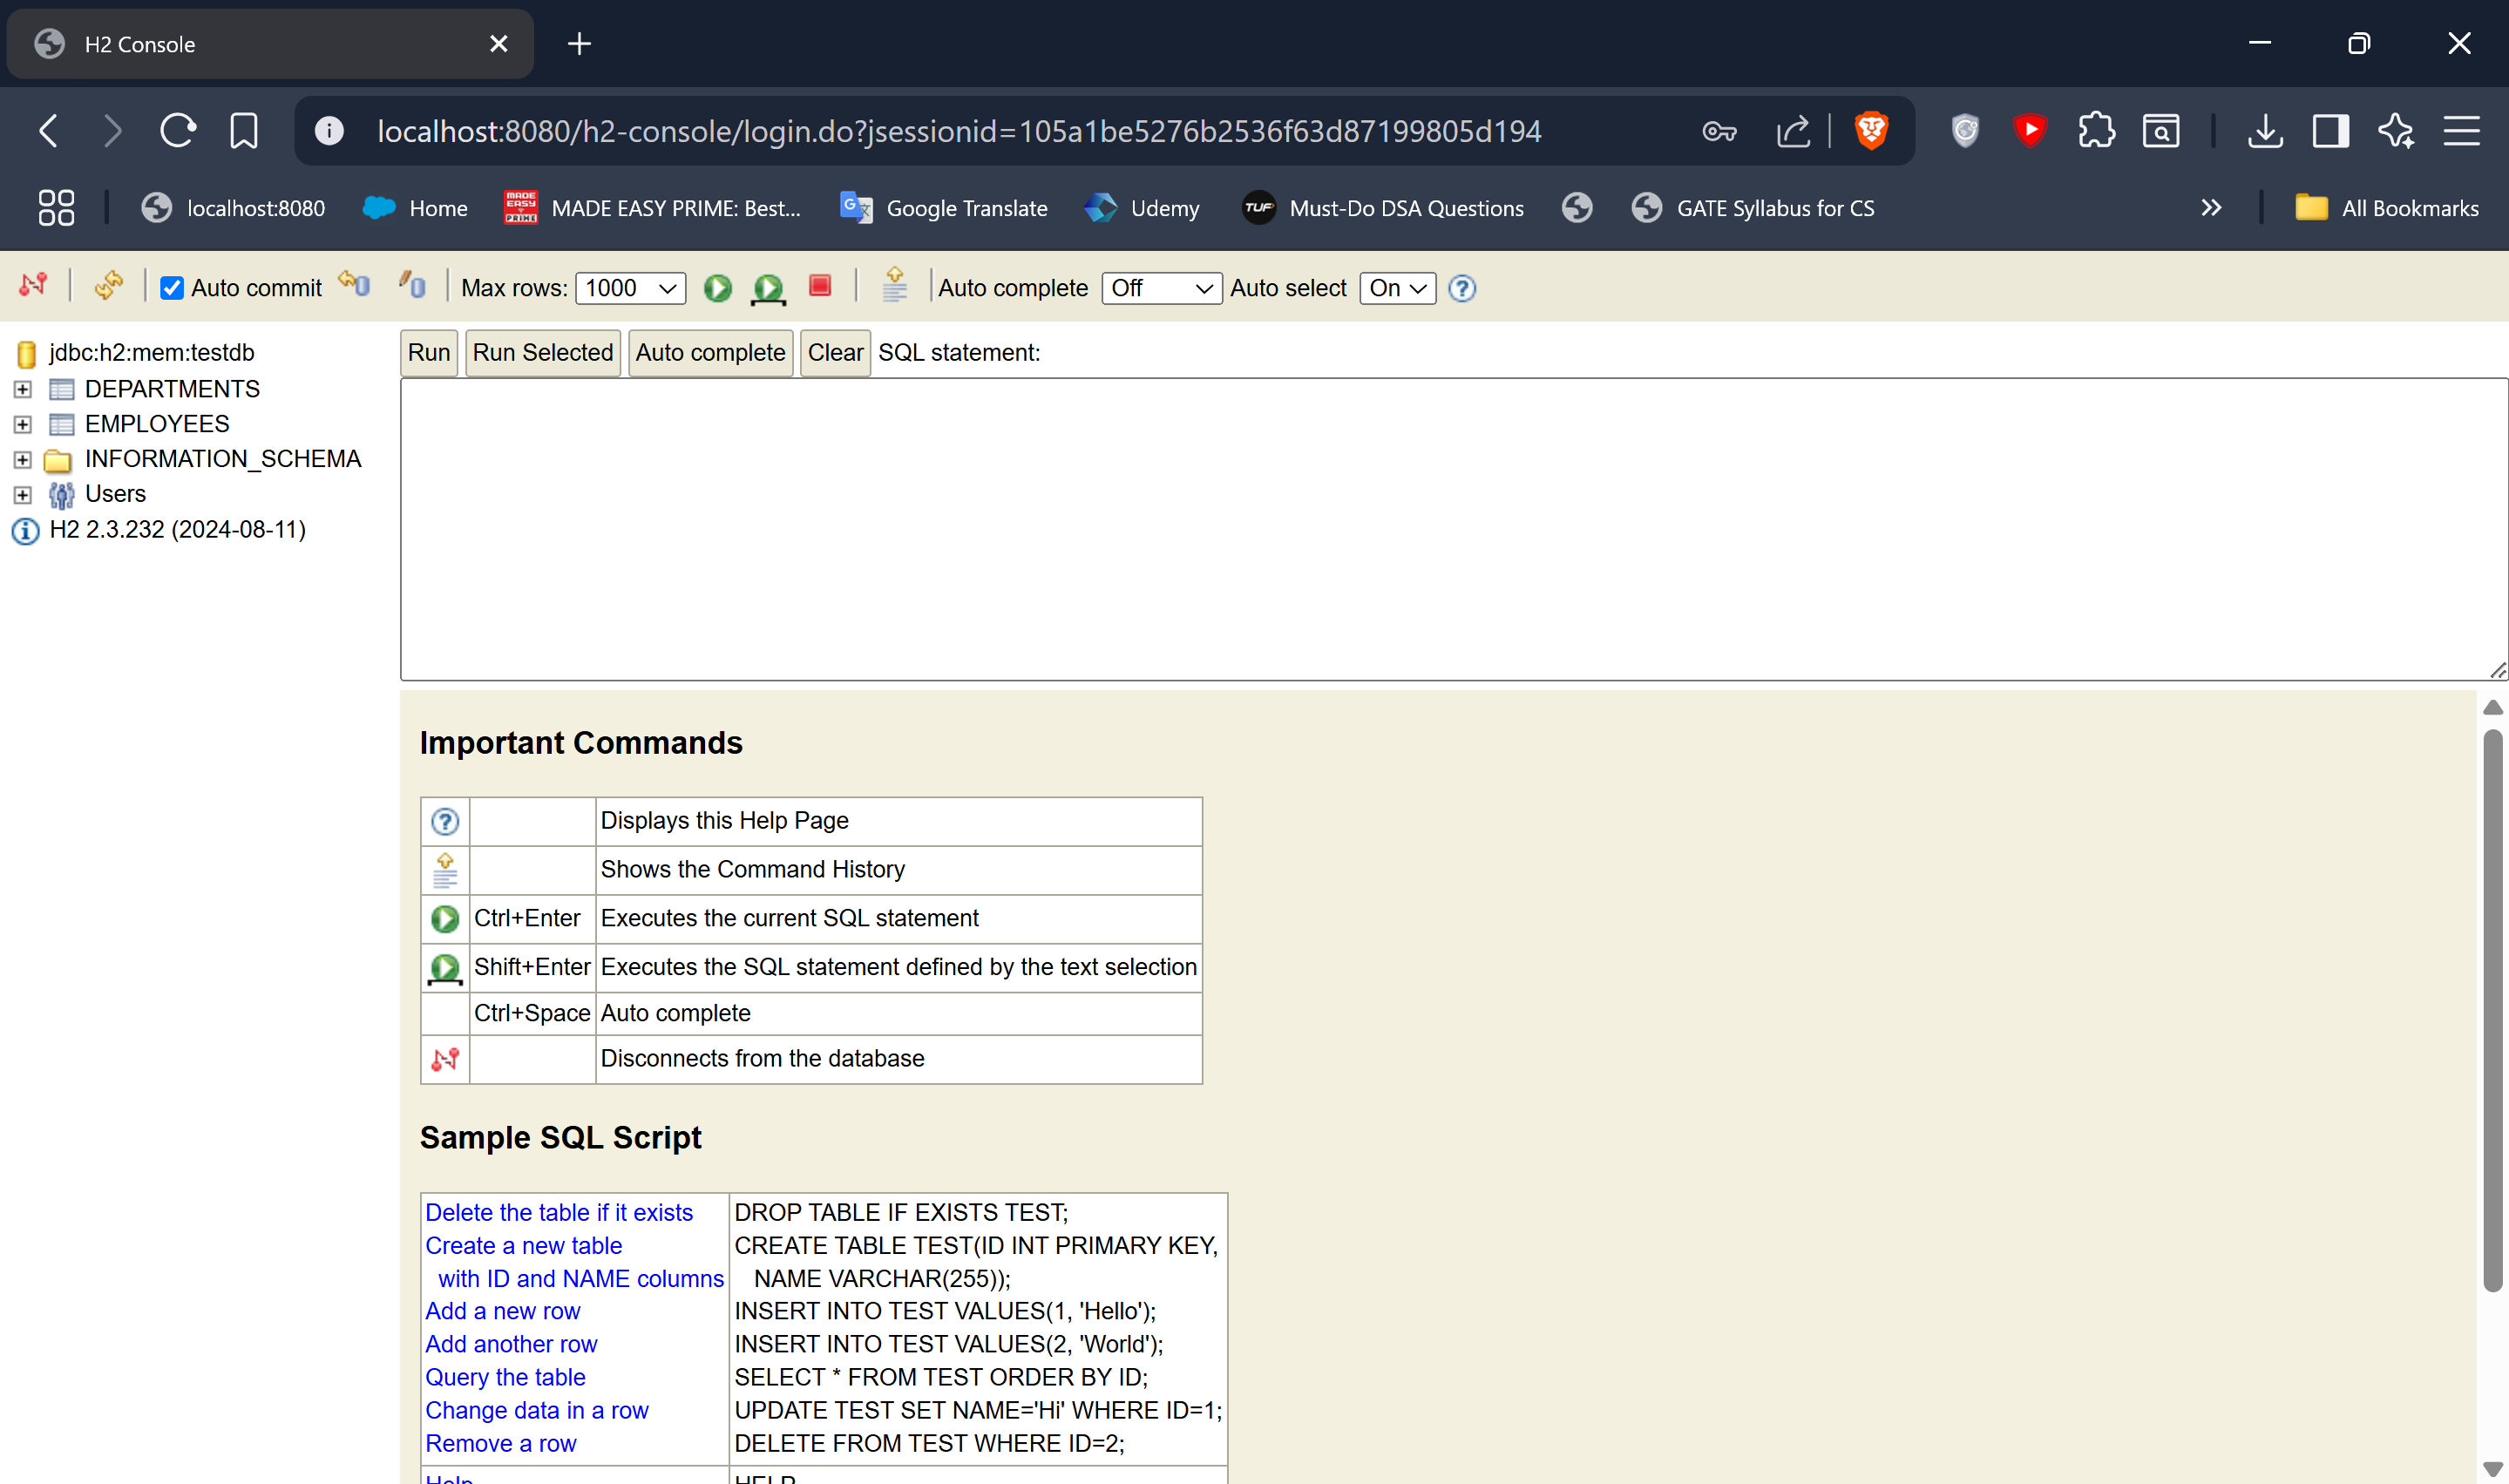 H2 Console
localhost:8080/h2-console/login.do?jsessionid=105a1be5276b2536f63d87199805d194
localhost:8080 Home MADE EASY PRIME PRIME MADE EASY PRIME: Best... Google Translate Udemy TUF Must-Do DSA Questions GATE Syllabus for CS All Bookmarks
Auto commit Max rows: 1000 Auto complete Off Auto select On
jdbc:h2:mem:testdb
DEPARTMENTS
EMPLOYEES
INFORMATION_SCHEMA
Users
H2 2.3.232 (2024-08-11)
Run Run Selected Auto complete Clear SQL statement:
Important Commands
Displays this Help Page
Shows the Command History
Ctrl+Enter Executes the current SQL statement
Shift+Enter Executes the SQL statement defined by the text selection
Ctrl+Space Auto complete
Disconnects from the database
Sample SQL Script
Delete the table if it exists DROP TABLE IF EXISTS TEST;
Create a new table CREATE TABLE TEST(ID INT PRIMARY KEY,
with ID and NAME columns NAME VARCHAR(255));
Add a new row INSERT INTO TEST VALUES(1, 'Hello');
Add another row INSERT INTO TEST VALUES(2, 'World');
Query the table SELECT * FROM TEST ORDER BY ID;
Change data in a row UPDATE TEST SET NAME='Hi' WHERE ID=1;
Remove a row DELETE FROM TEST WHERE ID=2;
Help HELP